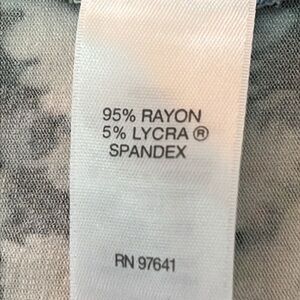 95% RAYON
5% LYCRA ®
SPANDEX
RN 97641